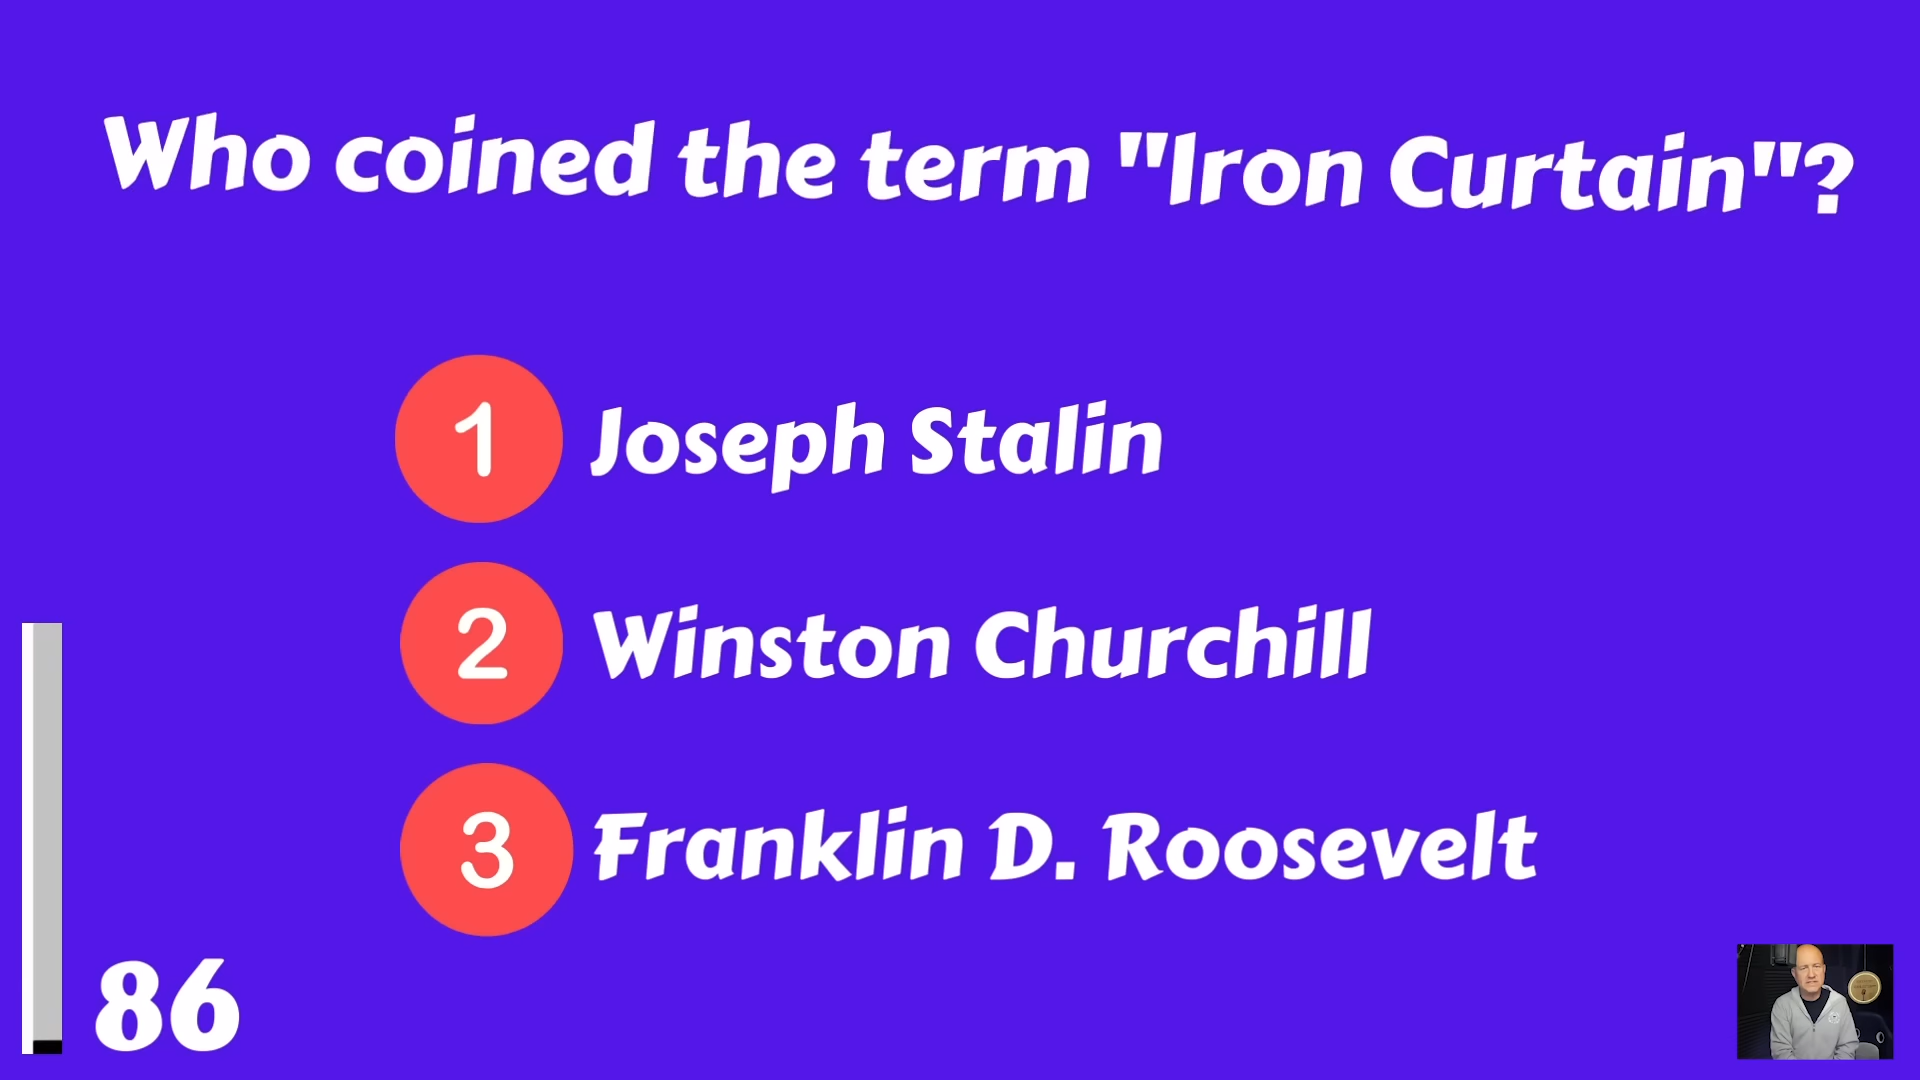 Who coined the term "Iron Curtain"?
1 Joseph Stalin
2 Winston Churchill
3 Franklin D. Roosevelt
86